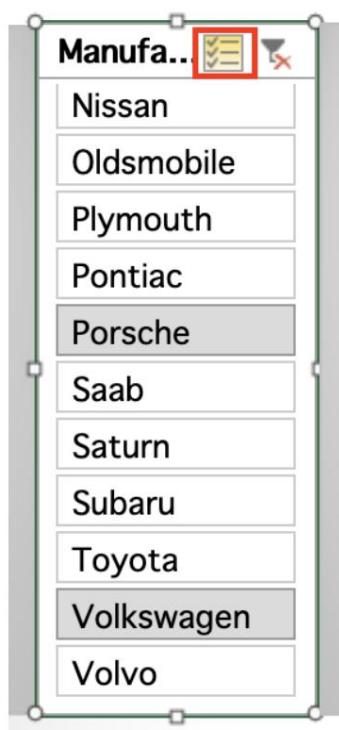 Manufa...
Nissan
Oldsmobile
Plymouth
Pontiac
Porsche
Saab
Saturn
Subaru
Toyota
Volkswagen
Volvo